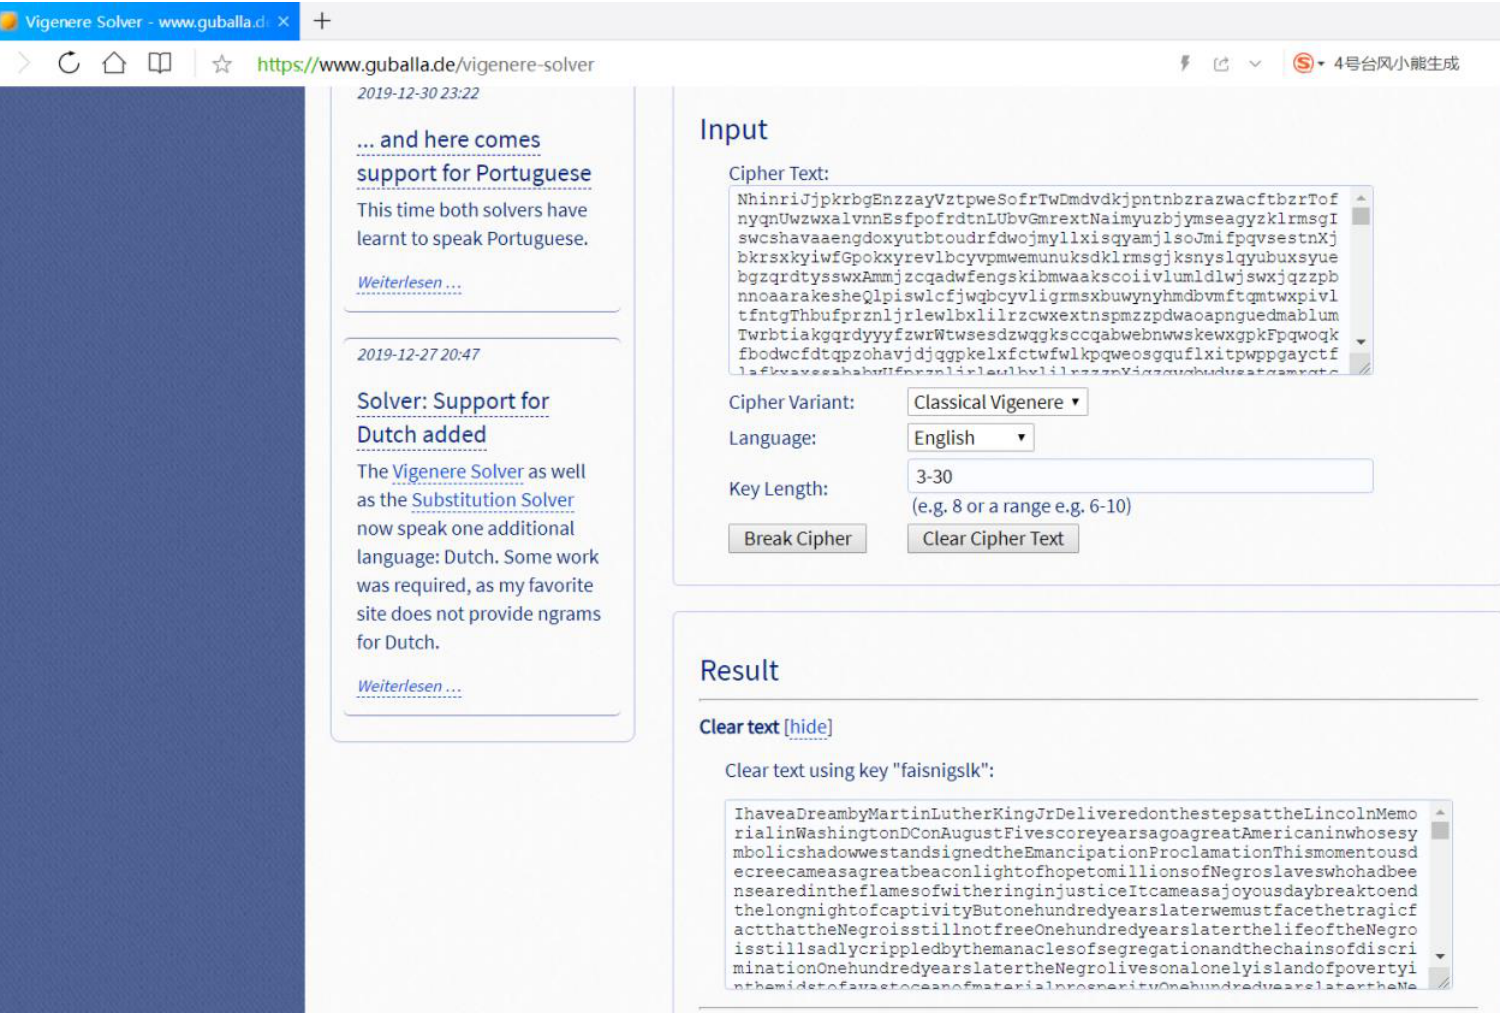 Vigenere Solver - www.guballa.d
https://www.guballa.de/vigenere-solver
4号台风小熊生成
2019-12-30 23:22
... and here comes
support for Portuguese
This time both solvers have
learnt to speak Portuguese.
Weiterlesen ...
2019-12-27 20:47
Solver: Support for
Dutch added
The Vigenere Solver as well
as the Substitution Solver
now speak one additional
language: Dutch. Some work
was required, as my favorite
site does not provide ngrams
for Dutch.
Weiterlesen ...
Input
Cipher Text:
NhinriJjpkrbgEnzzayVztpweSofrTwDmdvdkjpntnbzrazwacftbzrTof
nyqnUwzwxalvnnEsfpofrdtnLUbvGmrextNaimyuzbjymseagyzklrmsgI
swcshavaaengdoxyutbtoudrfdwojmyllxisqyamjlsoJmifpqvsestnXj
bkrsxkyiwfGpokxyrevlbcyvpmwemunuksdklrmsgjksnyslqyubuxsyue
bgzqrdtysswxAmmjzcqadwfengskibmwaakscoiivlumldlwjswxjqzzpb
nnoaarakesheQlpiswlcfjwqbcyvligrmsxbuwynyhmdbvmftqmtwxpivl
tfntgThbufprznljrlewlbxlilrzcwxextnspmzzpdwaoapnguedmablum
TwrbtiakgqrdyyyfzwrWtwsesdzwqgksccqabwebnwwskewxgpkFpqwoqk
fbodwcfdtqpzohavjdjqgpkelxfctwfwlkpqweosgquflxitpwppgayctf
Cipher Variant:
Classical Vigenere
Language:
English
Key Length:
3-30
(e.g. 8 or a range e.g. 6-10)
Break Cipher
Clear Cipher Text
Result
Clear text [hide]
Clear text using key "faisnigslk":
IhaveaDreambyMartinLutherKingJrDeliveredonthestepsattheLincolnMemo
rialinWashingtonDConAugustFivescoreyearsagoagreatAmericaninwhosesy
mbolicshadowwestandsignedtheEmancipationProclamationThismomentousd
ecreecameasagreatbeaconlightofhopetomillionsofNegroslaveswhohadbee
nsearedintheflamesofwitheringinjusticeItcameasajoyousdaybreaktoend
thelongnightofcaptivityButonehundredyearslaterwemustfacethetragicf
actthattheNegroisstillnotfreeOnehundredyearslaterthelifeoftheNegro
isstillsadlycrippledbythemanaclesofsegregationandthechainsofdiscri
minationOnehundredyearslatertheNegrolivesonalonelyislandofpovertyi
nthemidstofavastoceanofmaterialprosperityOnehundredyearslatertheNe